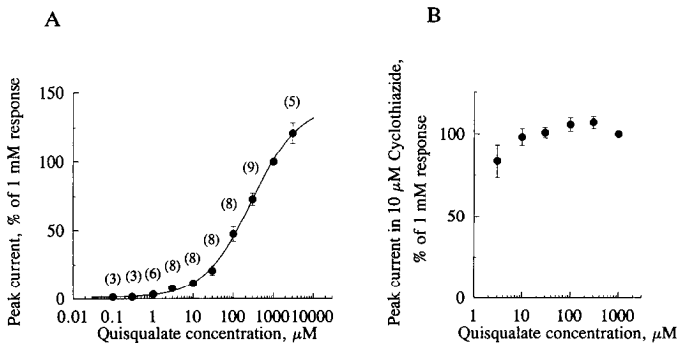 A
B
Peak current, % of 1 mM response
150
100
50
0
(3) (3) (6) (8) (8) (8) (8) (9) (5)
0.01 0.1 1 10 100 1000 10000
Quisqualate concentration, μM
Peak current in 10 μM Cyclothiazide,
% of 1 mM response
100
50
0
1 10 100 1000
Quisqualate concentration, μM